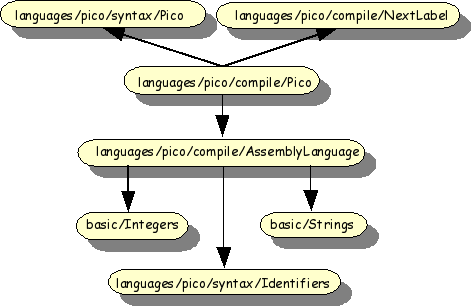 languages/pico/syntax/Pico
languages/pico/compile/NextLabel
languages/pico/compile/Pico
languages/pico/compile/AssemblyLanguage
basic/Integers
basic/Strings
languages/pico/syntax/Identifiers